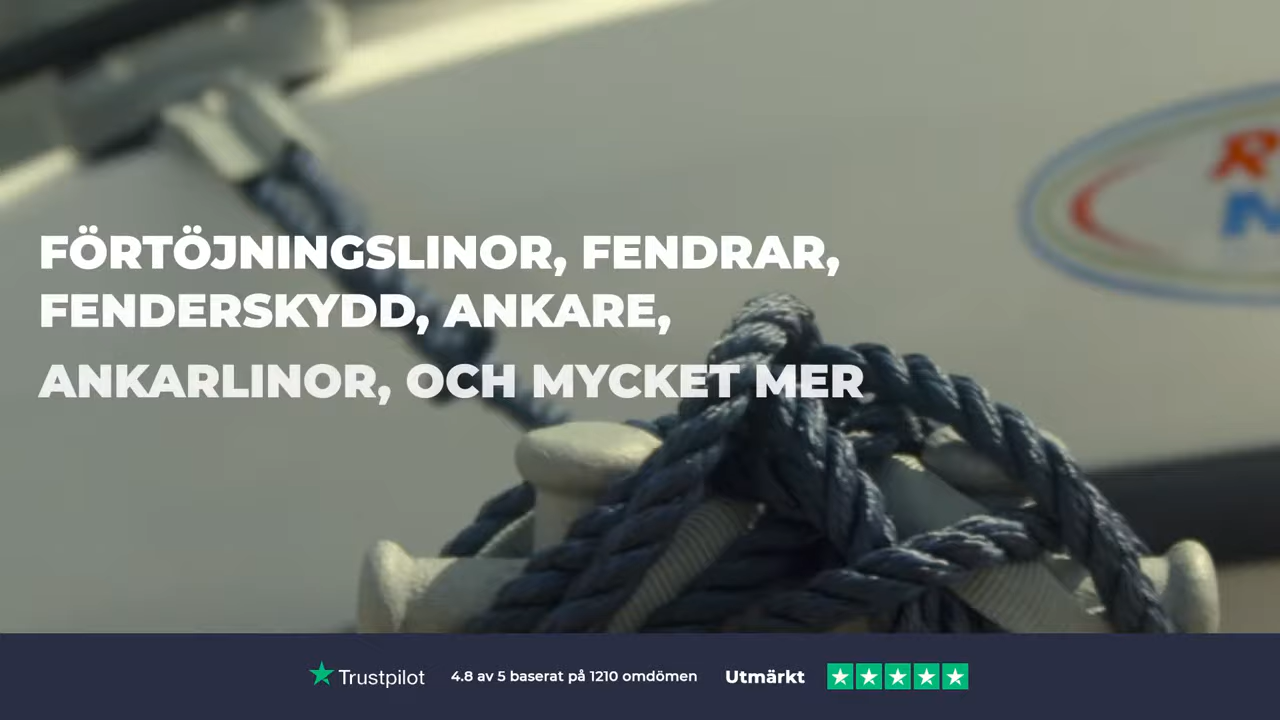 FÖRTÖJNINGSLINOR, FENDRAR,
FENDERSKYDD, ANKARE,
ANKARLINOR, OCH MYCKET MER
Trustpilot 4.8 av 5 baserat på 1210 omdömen Utmärkt